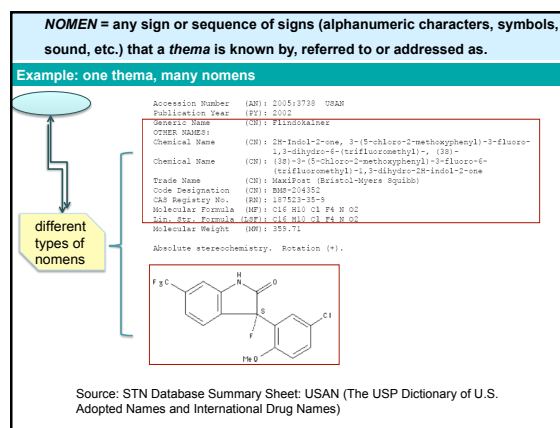 NOMEN = any sign or sequence of signs (alphanumeric characters, symbols,
sound, etc.) that a thema is known by, referred to or addressed as.
Example: one thema, many nomens
Accession Number (AN): 2005:3738 USAN
Publication Year (PY): 2002
Generic Name (CN): Flindokalner
OTHER NAMES:
Chemical Name (CN): 2H-Indol-2-one, 3-(5-chloro-2-methoxyphenyl)-3-fluoro-
1,3-dihydro-6-(trifluoromethyl)-, (3S)-
Chemical Name (CN): (3S)-3-(5-Chloro-2-methoxyphenyl)-3-fluoro-6-
(trifluoromethyl)-1,3-dihydro-2H-indol-2-one
Trade Name (CN): MaxiPost (Bristol-Myers Squibb)
Code Designation (CN): BMS-204352
CAS Registry No. (RN): 187523-35-9
Molecular Formula (MF): C16 H10 Cl F4 N O2
Lin. Str. Formula (LSF): C16 H10 Cl F4 N O2
Molecular Weight (MW): 359.71
Absolute stereochemistry. Rotation (+).
different
types of
nomens
H
F3C
N
O
S
Cl
F
MeO
Source: STN Database Summary Sheet: USAN (The USP Dictionary of U.S.
Adopted Names and International Drug Names)